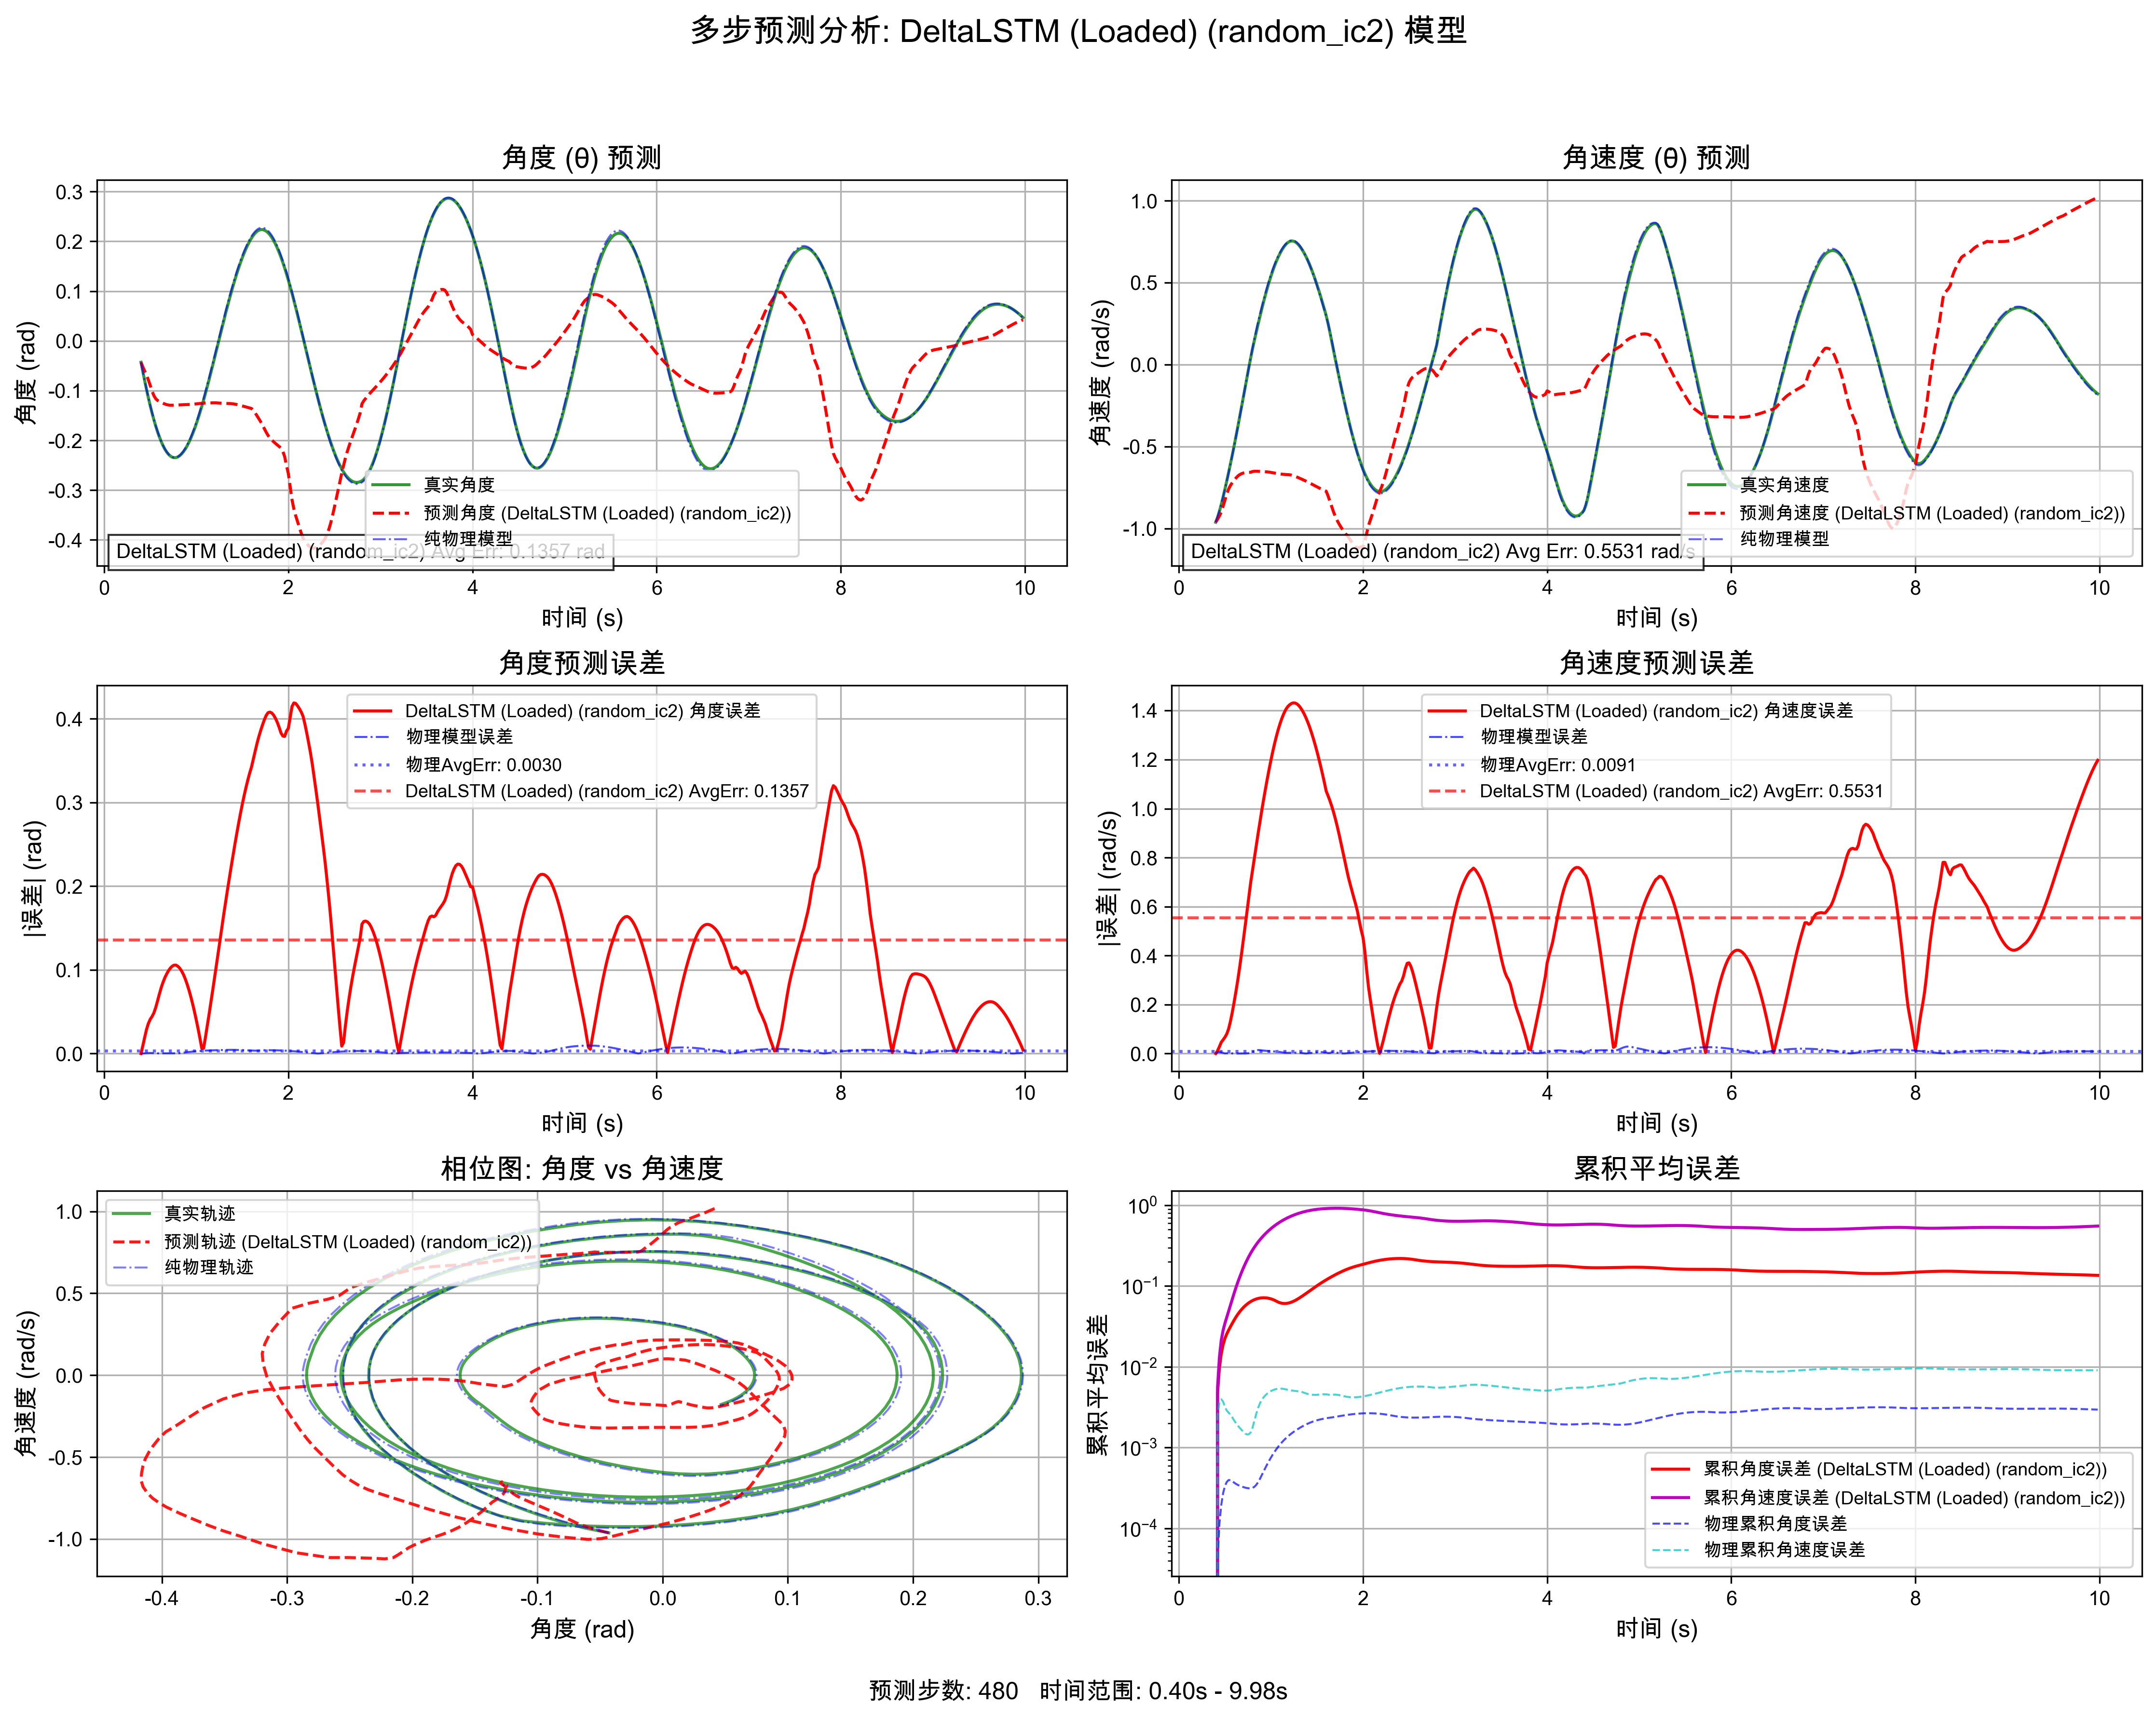 多步预测分析: DeltaLSTM (Loaded) (random_ic2) 模型
角度 (θ) 预测
角度 (rad)
0.3
0.2
0.1
0.0
-0.1
-0.2
-0.3
-0.4
真实角度
预测角度 (DeltaLSTM (Loaded) (random_ic2))
纯物理模型
DeltaLSTM (Loaded) (random_ic2) Avg Err: 0.1357 rad
0 2 4 6 8 10
时间 (s)
角速度 (θ) 预测
角速度 (rad/s)
1.0
0.5
0.0
-0.5
-1.0
真实角速度
预测角速度 (DeltaLSTM (Loaded) (random_ic2))
纯物理模型
DeltaLSTM (Loaded) (random_ic2) Avg Err: 0.5531 rad/s
0 2 4 6 8 10
时间 (s)
角度预测误差
|误差| (rad)
0.4
0.3
0.2
0.1
0.0
DeltaLSTM (Loaded) (random_ic2) 角度误差
物理模型误差
物理AvgErr: 0.0030
DeltaLSTM (Loaded) (random_ic2) AvgErr: 0.1357
0 2 4 6 8 10
时间 (s)
角速度预测误差
|误差| (rad/s)
1.4
1.2
1.0
0.8
0.6
0.4
0.2
0.0
DeltaLSTM (Loaded) (random_ic2) 角速度误差
物理模型误差
物理AvgErr: 0.0091
DeltaLSTM (Loaded) (random_ic2) AvgErr: 0.5531
0 2 4 6 8 10
时间 (s)
相位图: 角度 vs 角速度
角速度 (rad/s)
1.0
0.5
0.0
-0.5
-1.0
真实轨迹
预测轨迹 (DeltaLSTM (Loaded) (random_ic2))
纯物理轨迹
-0.4 -0.3 -0.2 -0.1 0.0 0.1 0.2 0.3
角度 (rad)
累积平均误差
累积平均误差
10⁰
10⁻¹
10⁻²
10⁻³
10⁻⁴
累积角度误差 (DeltaLSTM (Loaded) (random_ic2))
累积角速度误差 (DeltaLSTM (Loaded) (random_ic2))
物理累积角度误差
物理累积角速度误差
0 2 4 6 8 10
时间 (s)
预测步数: 480 时间范围: 0.40s - 9.98s